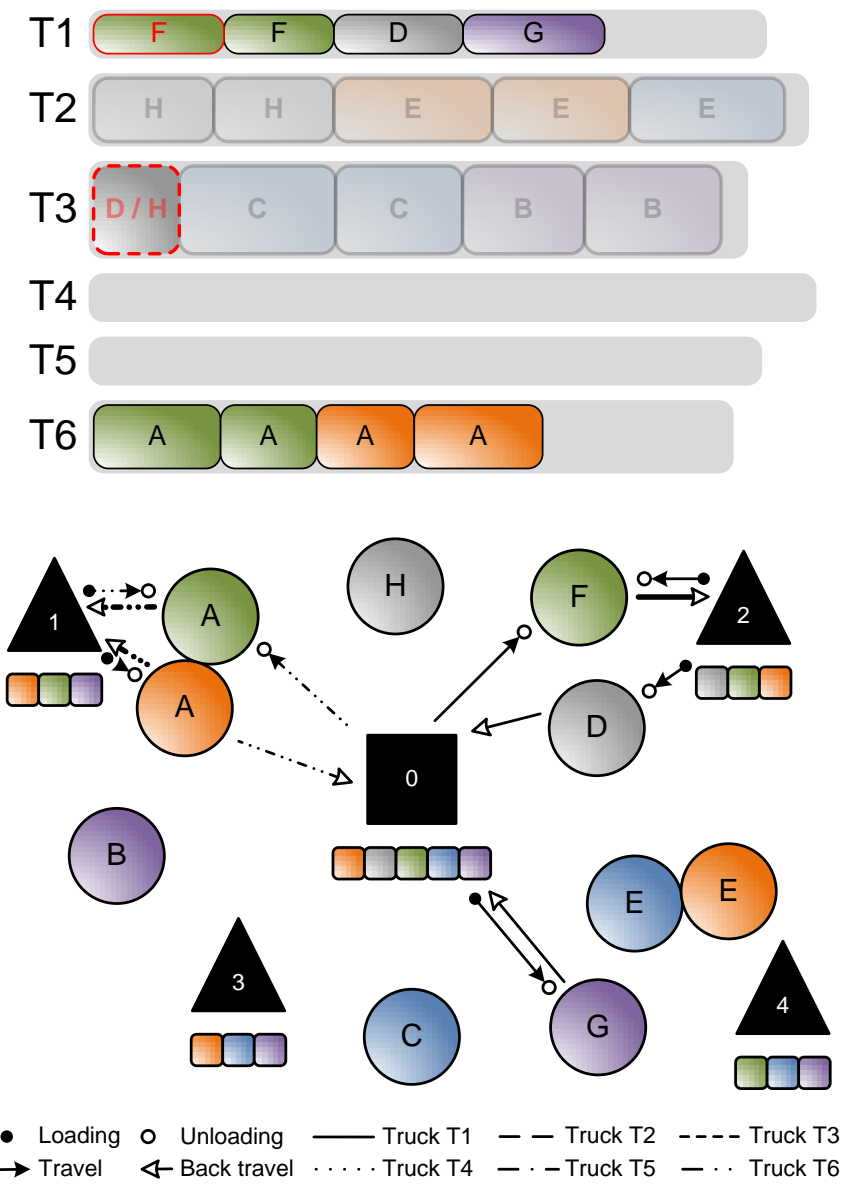 T1 F F D G
T2 H H E E E
T3 D / H C C B B
T4
T5
T6 A A A A
H
F
1
A
2
A
D
0
B
E
E
3
4
C
G
Loading Unloading Truck T1 Truck T2 Truck T3
Travel Back travel Truck T4 Truck T5 Truck T6